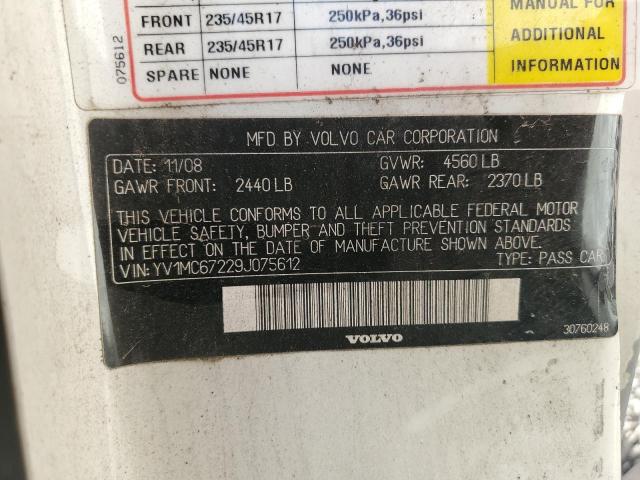 FRONT 235/45R17 250kPa,36psi
REAR 235/45R17 250kPa,36psi
SPARE NONE NONE
MANUAL FOR
ADDITIONAL
INFORMATION
075612
MFD BY VOLVO CAR CORPORATION
DATE: 11/08 GVWR: 4560 LB
GAWR FRONT: 2440 LB GAWR REAR: 2370 LB
THIS VEHICLE CONFORMS TO ALL APPLICABLE FEDERAL MOTOR
VEHICLE SAFETY, BUMPER AND THEFT PREVENTION STANDARDS
IN EFFECT ON THE DATE OF MANUFACTURE SHOWN ABOVE.
VIN: YV1MC67229J075612 TYPE: PASS CAR
VOLVO
30760248